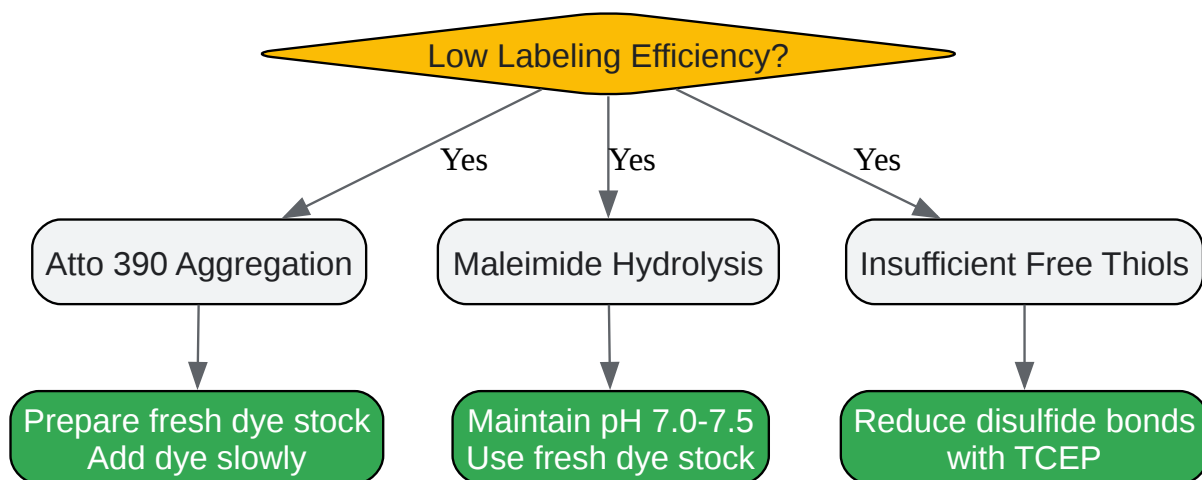 Low Labeling Efficiency?
Yes
Yes
Yes
Atto 390 Aggregation
Maleimide Hydrolysis
Insufficient Free Thiols
Prepare fresh dye stock
Add dye slowly
Maintain pH 7.0-7.5
Use fresh dye stock
Reduce disulfide bonds
with TCEP